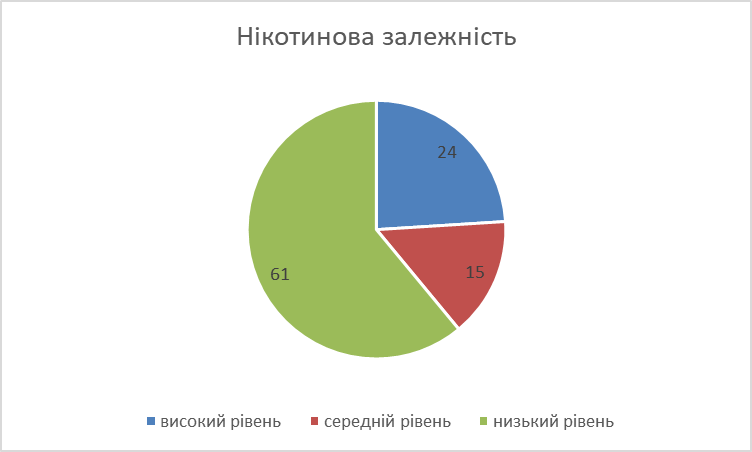 Нікотинова залежність
24
15
61
високий рівень середній рівень низький рівень